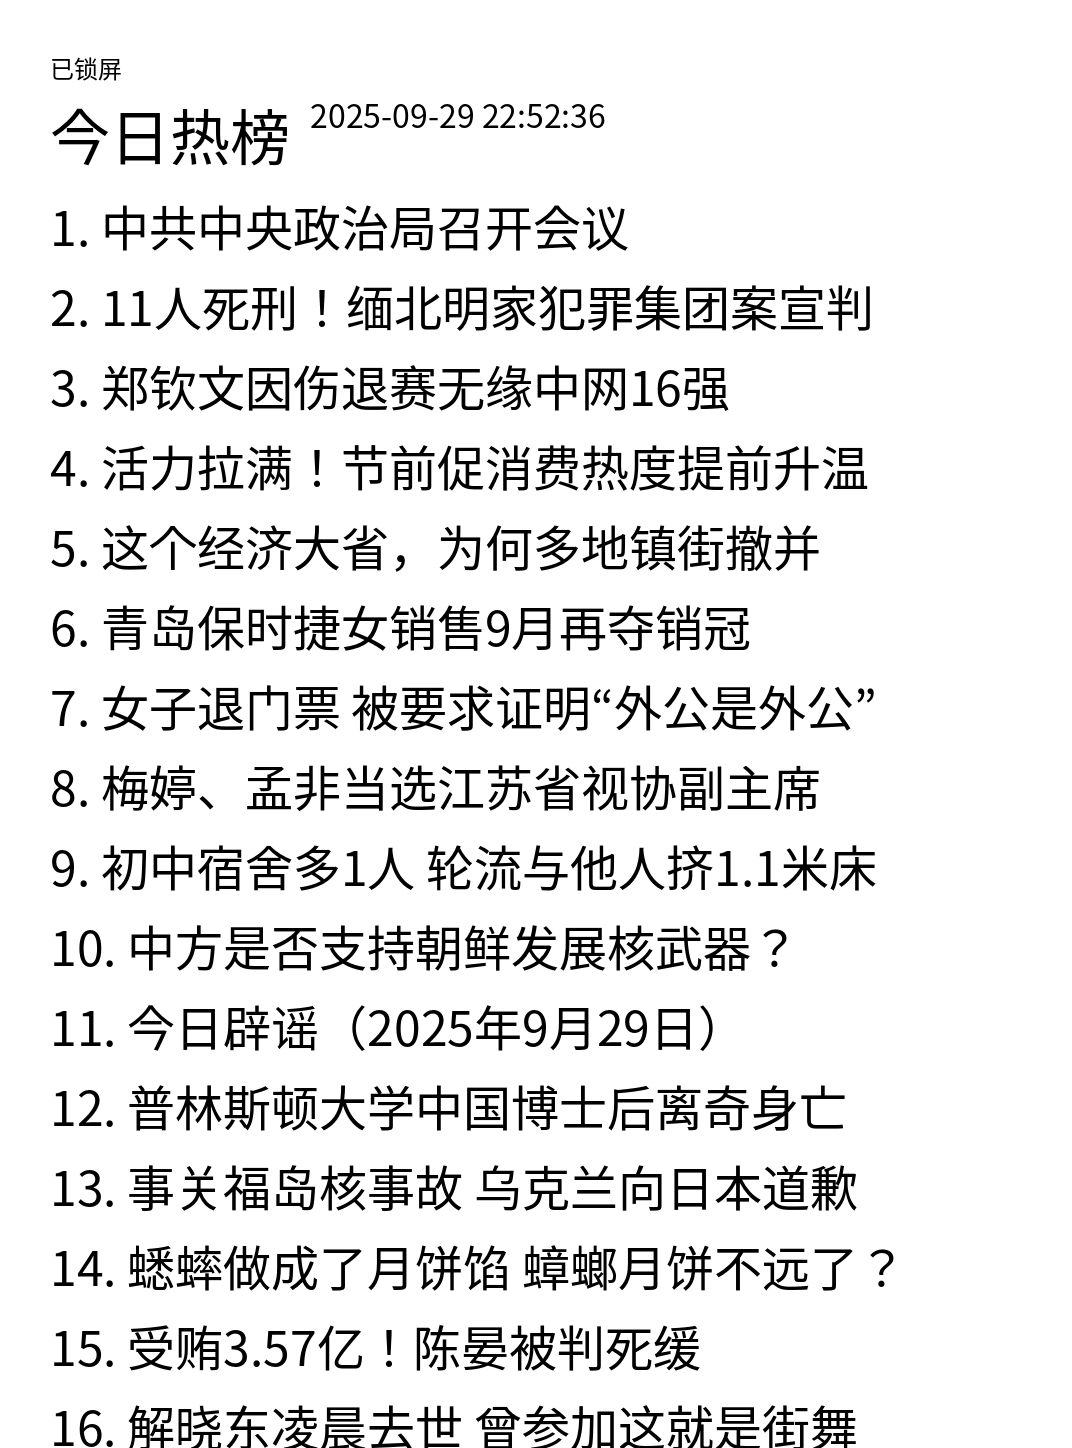 已锁屏
今日热榜 2025-09-29 22:52:36
1. 中共中央政治局召开会议
2. 11人死刑！缅北明家犯罪集团案宣判
3. 郑钦文因伤退赛无缘中网16强
4. 活力拉满！节前促消费热度提前升温
5. 这个经济大省，为何多地镇街撤并
6. 青岛保时捷女销售9月再夺销冠
7. 女子退门票 被要求证明“外公是外公”
8. 梅婷、孟非当选江苏省视协副主席
9. 初中宿舍多1人 轮流与他人挤1.1米床
10. 中方是否支持朝鲜发展核武器？
11. 今日辟谣（2025年9月29日）
12. 普林斯顿大学中国博士后离奇身亡
13. 事关福岛核事故 乌克兰向日本道歉
14. 蟋蟀做成了月饼馅 蟑螂月饼不远了？
15. 受贿3.57亿！陈晏被判死缓
16. 解晓东凌晨去世 曾参加这就是街舞